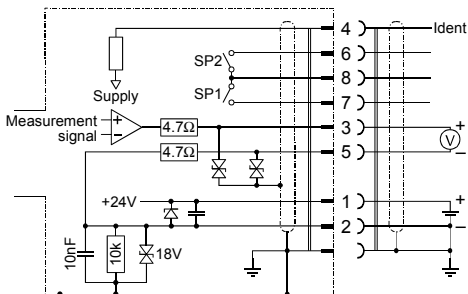 4 Ident
6
SP2
8
SP1
7
Supply
Measurement
signal
+
−
4.7Ω
3
+
V
4.7Ω
5
−
+24V
1
+
2
−
10nF
10k
18V